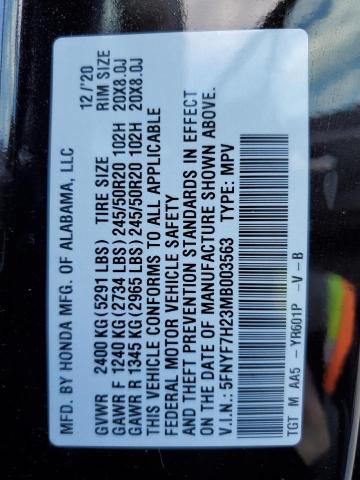 MFD. BY HONDA MFG. OF ALABAMA, LLC 12/'20
GVWR 2400 KG (5291 LBS) TIRE SIZE RIM SIZE
GAWR F 1240 KG (2734 LBS) 245/50R20 102H 20X8.0J
GAWR R 1345 KG (2965 LBS) 245/50R20 102H 20X8.0J
THIS VEHICLE CONFORMS TO ALL APPLICABLE
FEDERAL MOTOR VEHICLE SAFETY
AND THEFT PREVENTION STANDARDS IN EFFECT
ON THE DATE OF MANUFACTURE SHOWN ABOVE.
V.I.N.: 5FNYF7H23MB003563 TYPE: MPV
TGT M AA5 - YR601P -V-B